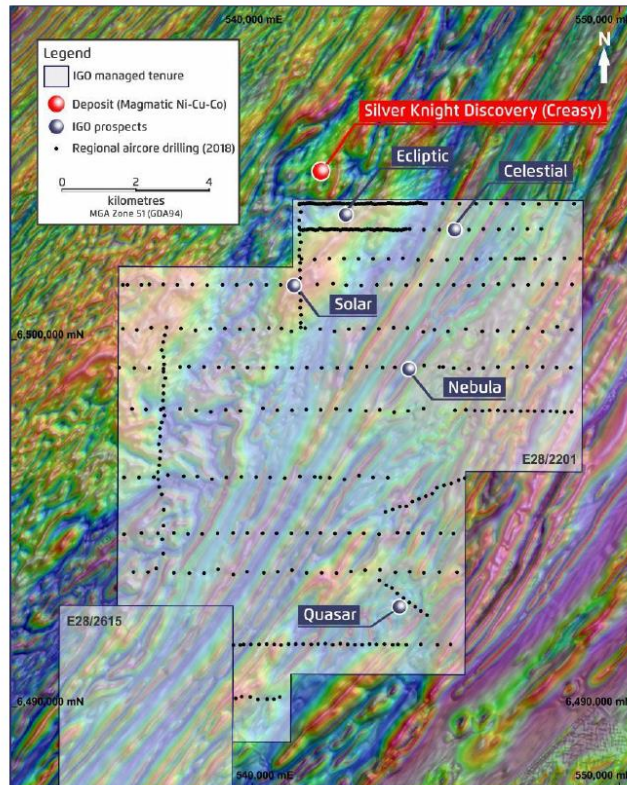 540,000 mE
550,000 mE
N
Legend
IGO managed tenure
Deposit (Magmatic Ni-Cu-Co)
IGO prospects
Regional aircore drilling (2018)
0 2 4
kilometres
MGA Zone 51 (GDA94)
Silver Knight Discovery (Creasy)
Ecliptic
Celestial
Solar
6,500,000 mN
Nebula
E28/2201
Quasar
E28/2615
6,490,000 mN
6,490,000 mN
540,000 mE
550,000 mE